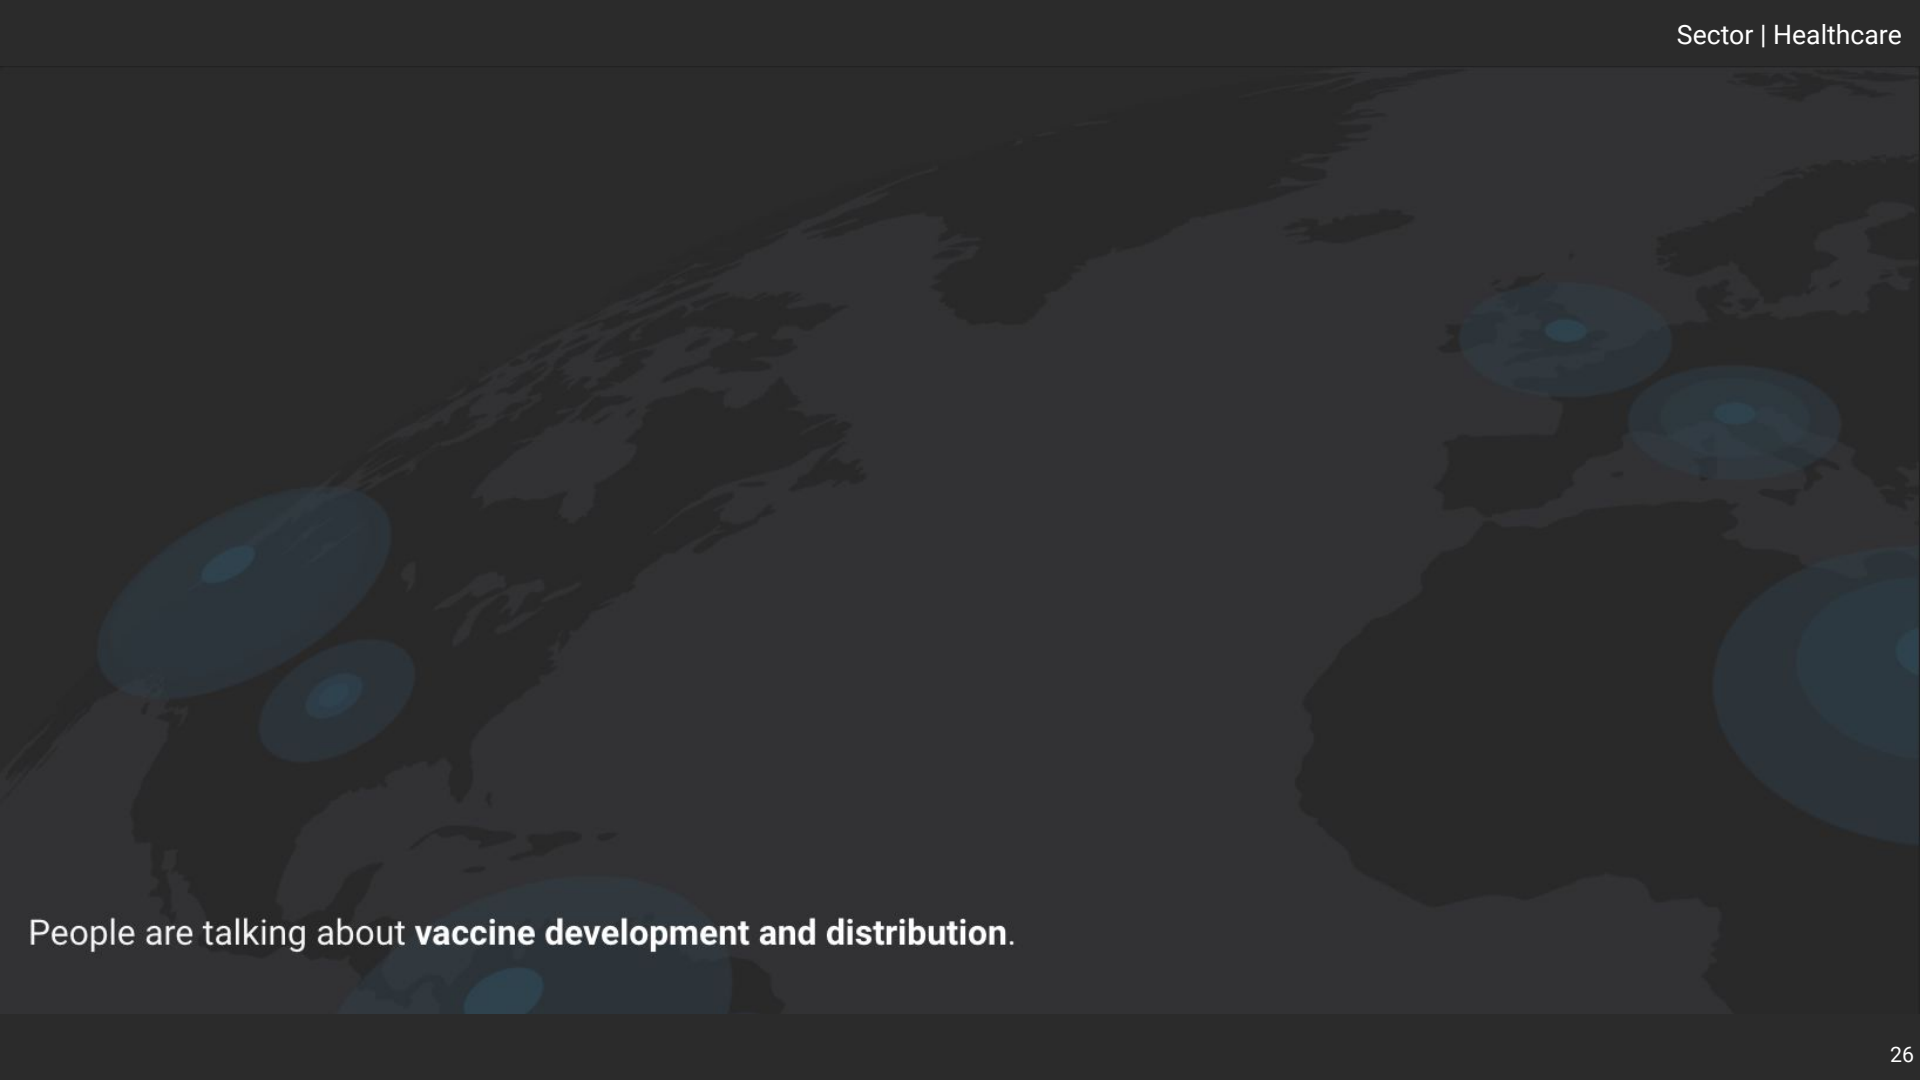 Sector | Healthcare
People are talking about vaccine development and distribution.
26